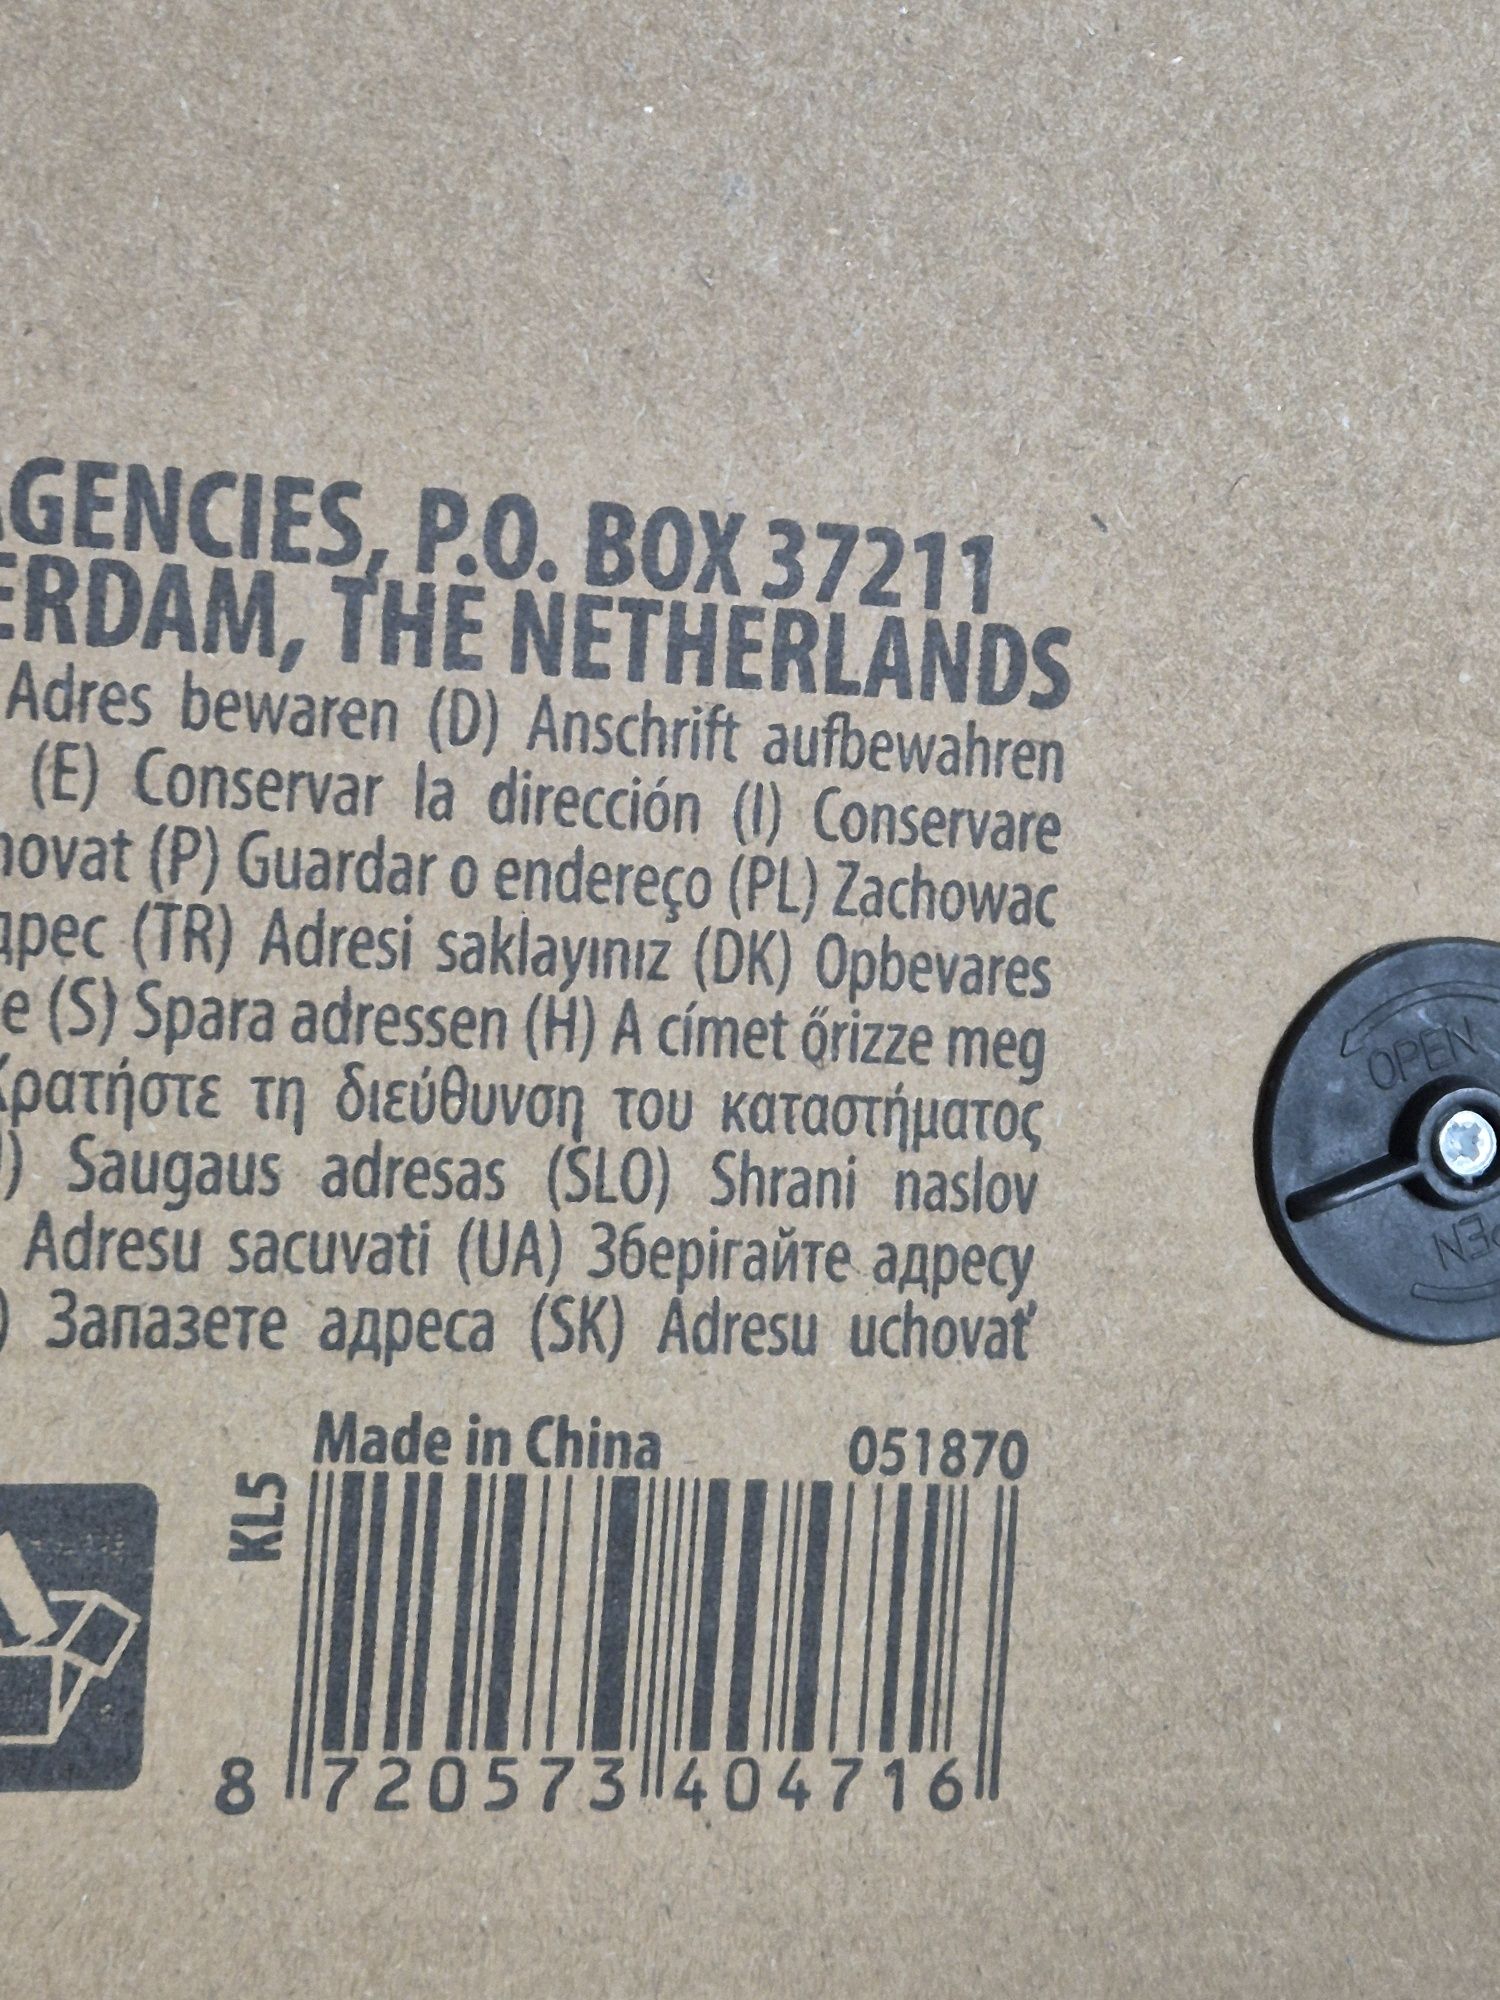 AGENCIES, P.O. BOX 37211
ERDAM, THE NETHERLANDS
Adres bewaren (D) Anschrift aufbewahren
(E) Conservar la dirección (I) Conservare
hovat (P) Guardar o endereço (PL) Zachowac
дрес (TR) Adresi saklayınız (DK) Opbevares
e (S) Spara adressen (H) A címet őrizze meg
Κρατήστε τη διεύθυνση του καταστήματος
) Saugaus adresas (SLO) Shrani naslov
Adresu sacuvati (UA) Зберігайте адресу
) Запазете адреса (SK) Adresu uchovať
Made in China 051870
KL5
8 720573 404716
OPEN
OPEN